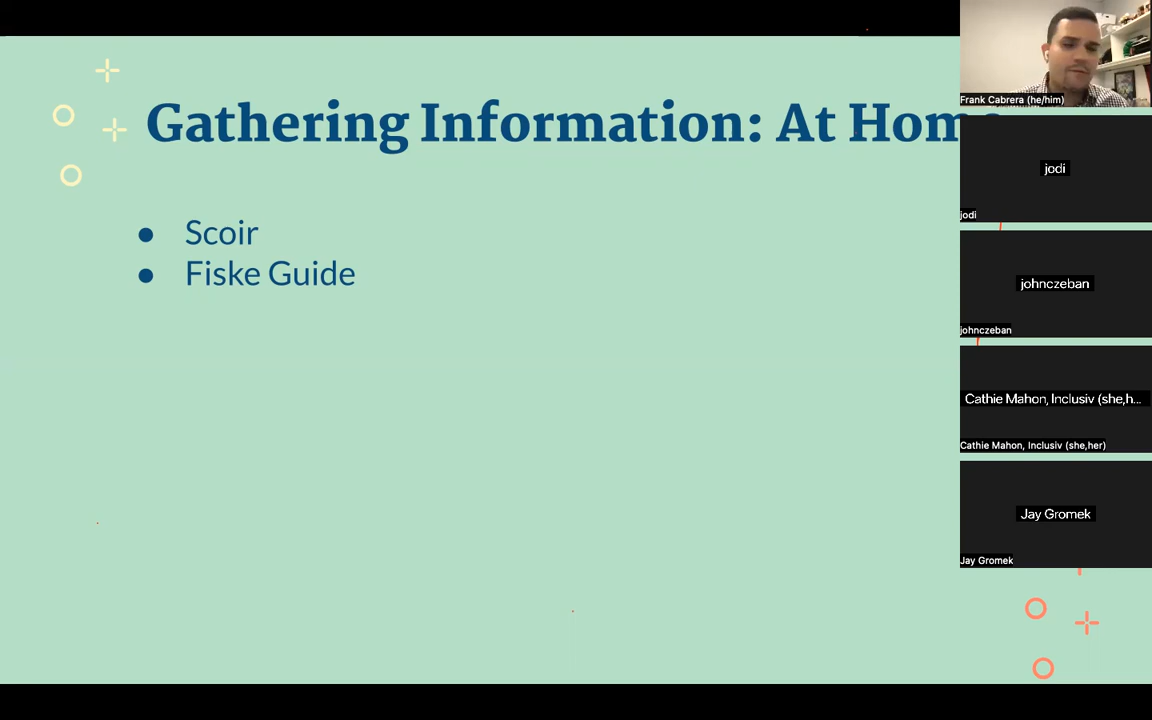 Gathering Information: At Home
● Scoir
● Fiske Guide
Frank Cabrera (he/him)
jodi
jodi
johnczeban
johnczeban
Cathie Mahon, Inclusiv (she,h...
Cathie Mahon, Inclusiv (she,her)
Jay Gromek
Jay Gromek